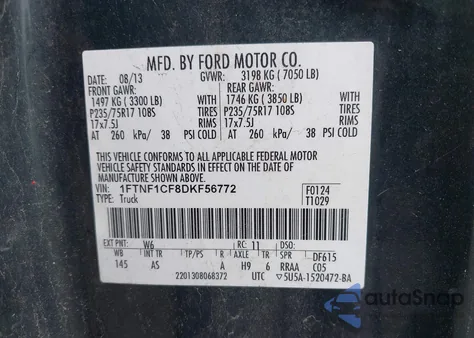 MFD. BY FORD MOTOR CO.
DATE: 08/13 GVWR: 3198 KG (7050 LB)
FRONT GAWR: REAR GAWR:
1497 KG (3300 LB) 1746 KG (3850 LB)
P235/75R17 108S TIRES P235/75R17 108S TIRES
17x7.5J RIMS 17x7.5J RIMS
AT 260 kPa/ 38 PSI COLD AT 260 kPa/ 38 PSI COLD
THIS VEHICLE CONFORMS TO ALL APPLICABLE FEDERAL MOTOR
VEHICLE SAFETY STANDARDS IN EFFECT ON THE DATE OF
MANUFACTURE SHOWN ABOVE.
VIN: 1FTNF1CF8DKF56772 F0124
TYPE: Truck T1029
EXT PNT: W6 RC: 11 DSO:
WB INT TR TP/PS R AXLE TR SPR DF615
145 AS A H9 6 RRAA C05
2201308068372 UTC ▽5U5A-1520472-BA
autoSnap